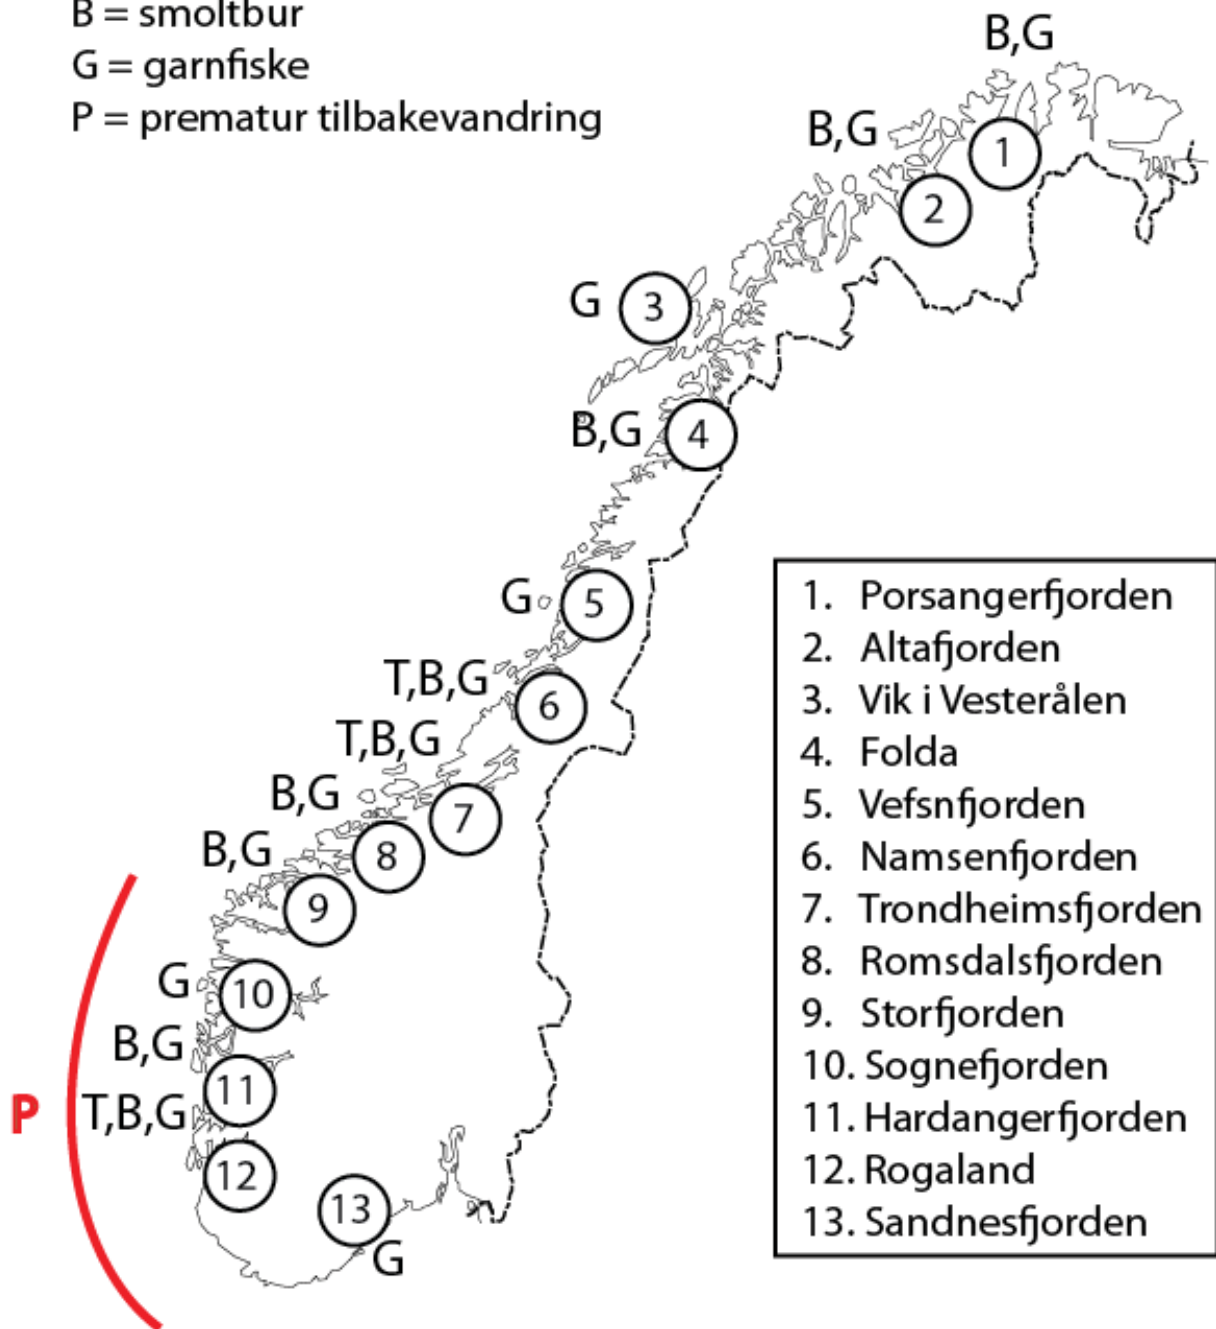 B = smoltbur
G = garnfiske
P = prematur tilbakevandring
B,G
B,G
1
2
G
3
B,G
4
G
5
T,B,G
6
T,B,G
7
B,G
8
B,G
9
G
10
B,G
11
P
T,B,G
12
13
G
1. Porsangerfjorden
2. Altafjorden
3. Vik i Vesterålen
4. Folda
5. Vefsnfjorden
6. Namsenfjorden
7. Trondheimsfjorden
8. Romsdalsfjorden
9. Storfjorden
10. Sognefjorden
11. Hardangerfjorden
12. Rogaland
13. Sandnesfjorden